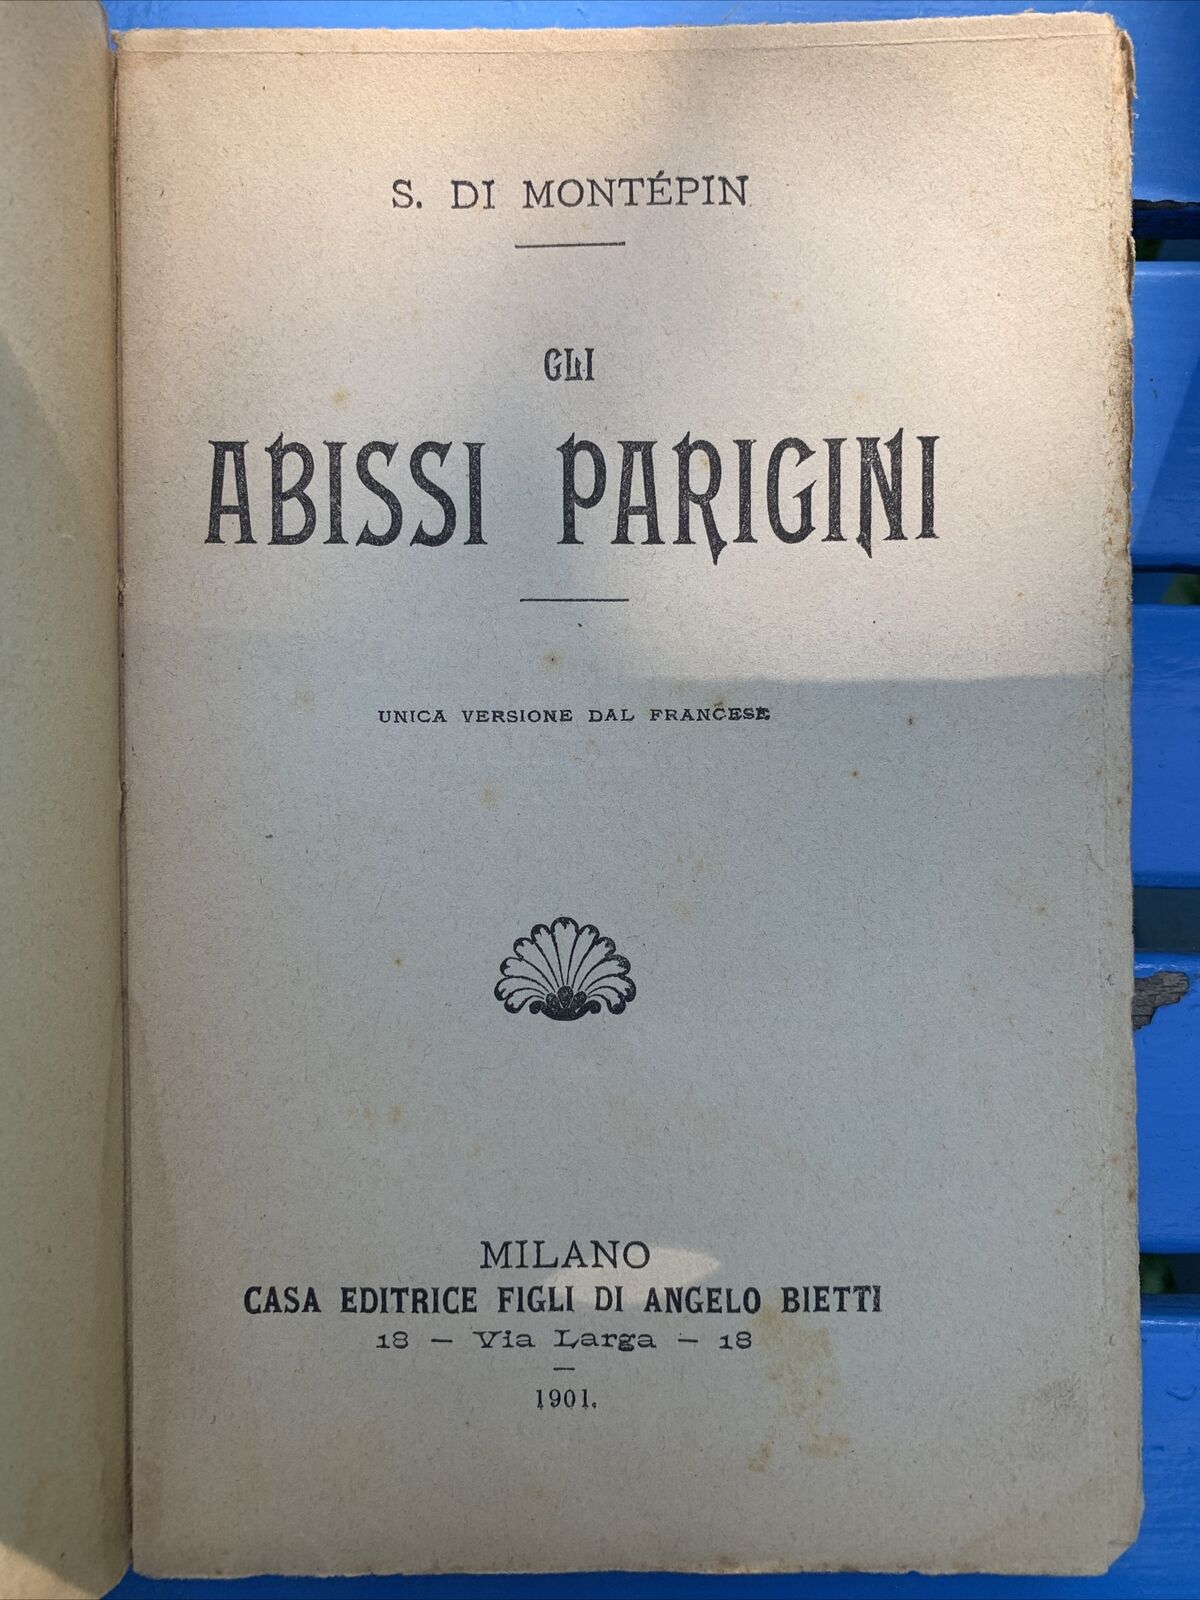 S. DI MONTÉPIN
GLI
ABISSI PARIGINI
UNICA VERSIONE DAL FRANCESE
MILANO
CASA EDITRICE FIGLI DI ANGELO BIETTI
18 — Via Larga — 18
1901.